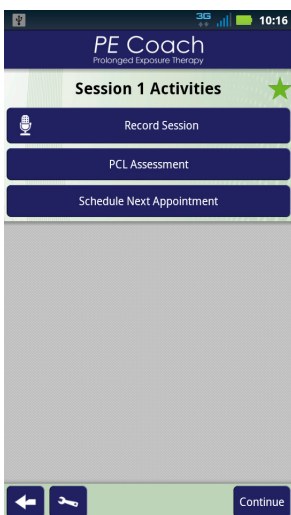 3G 10:16
PE Coach
Prolonged Exposure Therapy
Session 1 Activities
Record Session
PCL Assessment
Schedule Next Appointment
Continue